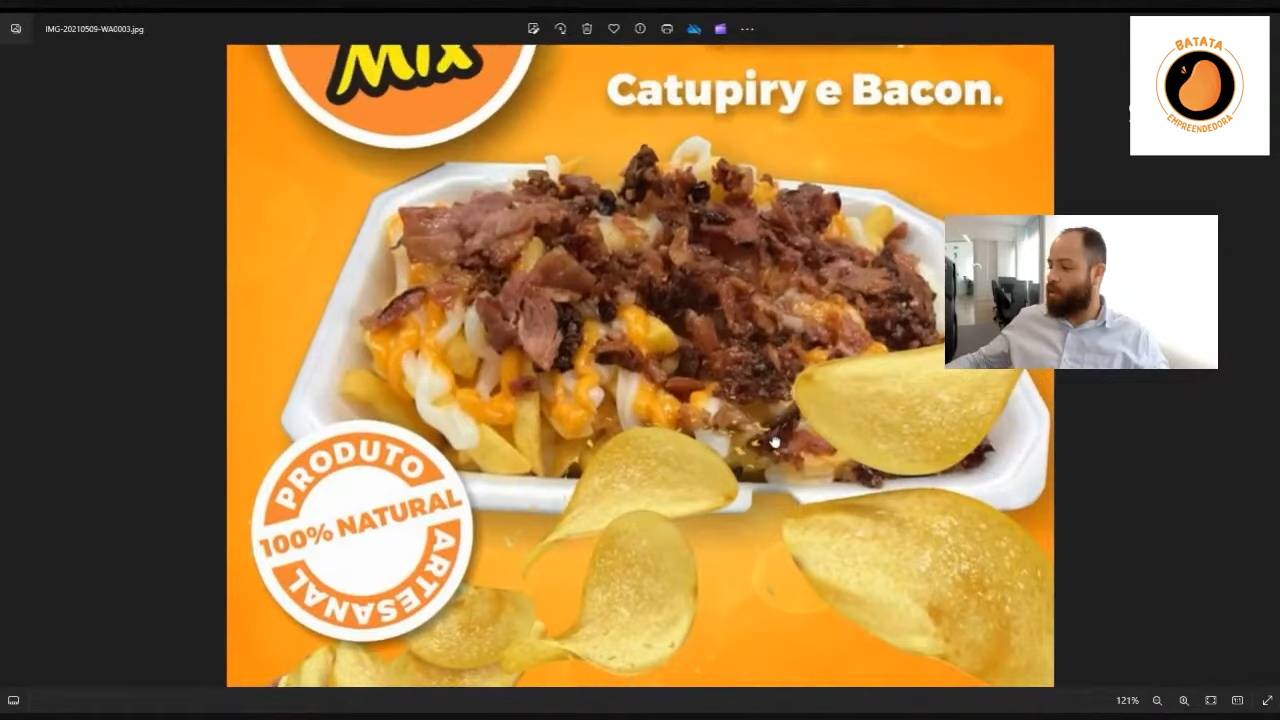 IMG-20210509-WA0003.jpg
Mix
Catupiry e Bacon.
BATATA
EMPREENDEDORA
PRODUTO
100% NATURAL
ARTESANAL
121%